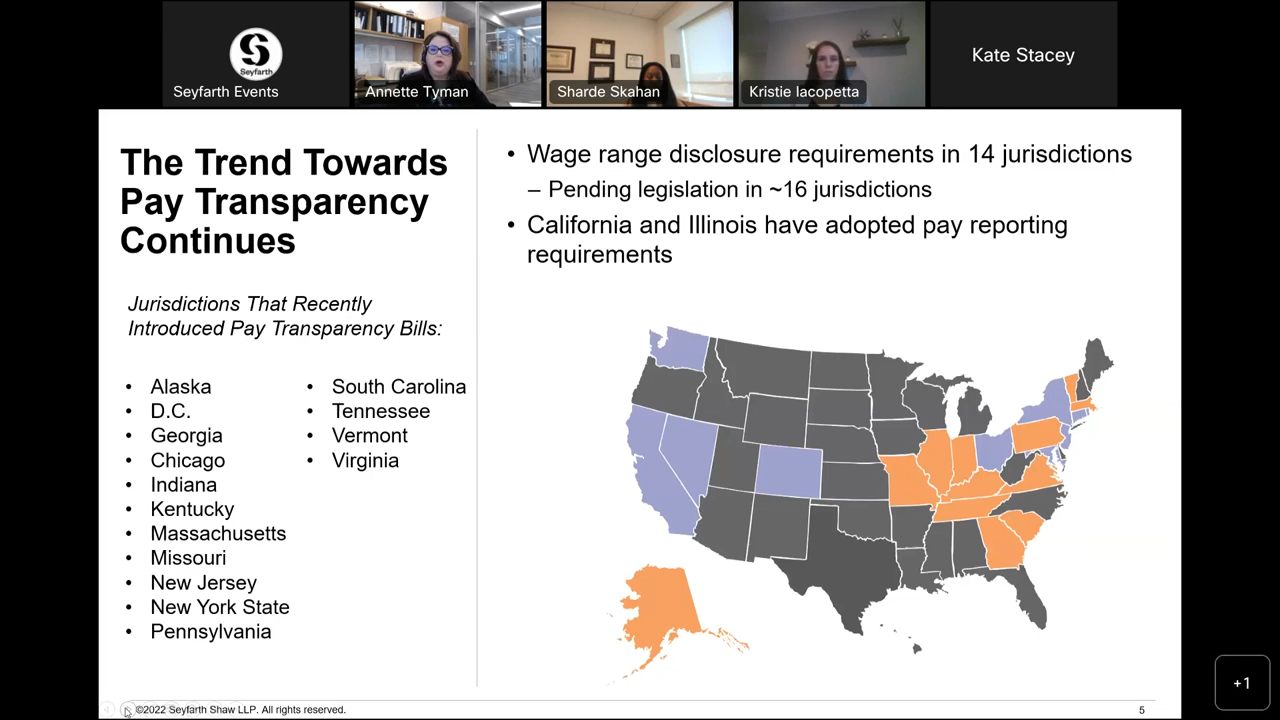 Seyfarth
Seyfarth Events
Annette Tyman
Sharde Skahan
Kristie Iacopetta
Kate Stacey
The Trend Towards
Pay Transparency
Continues
Jurisdictions That Recently
Introduced Pay Transparency Bills:
• Alaska
• D.C.
• Georgia
• Chicago
• Indiana
• Kentucky
• Massachusetts
• Missouri
• New Jersey
• New York State
• Pennsylvania
• South Carolina
• Tennessee
• Vermont
• Virginia
• Wage range disclosure requirements in 14 jurisdictions
– Pending legislation in ~16 jurisdictions
• California and Illinois have adopted pay reporting
requirements
©2022 Seyfarth Shaw LLP. All rights reserved.
5
+1